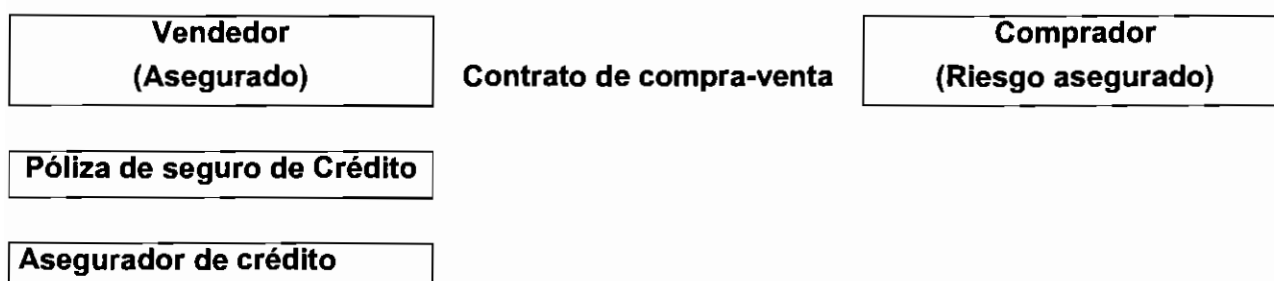 Vendedor
(Asegurado)
Contrato de compra-venta
Comprador
(Riesgo asegurado)
Póliza de seguro de Crédito
Asegurador de crédito